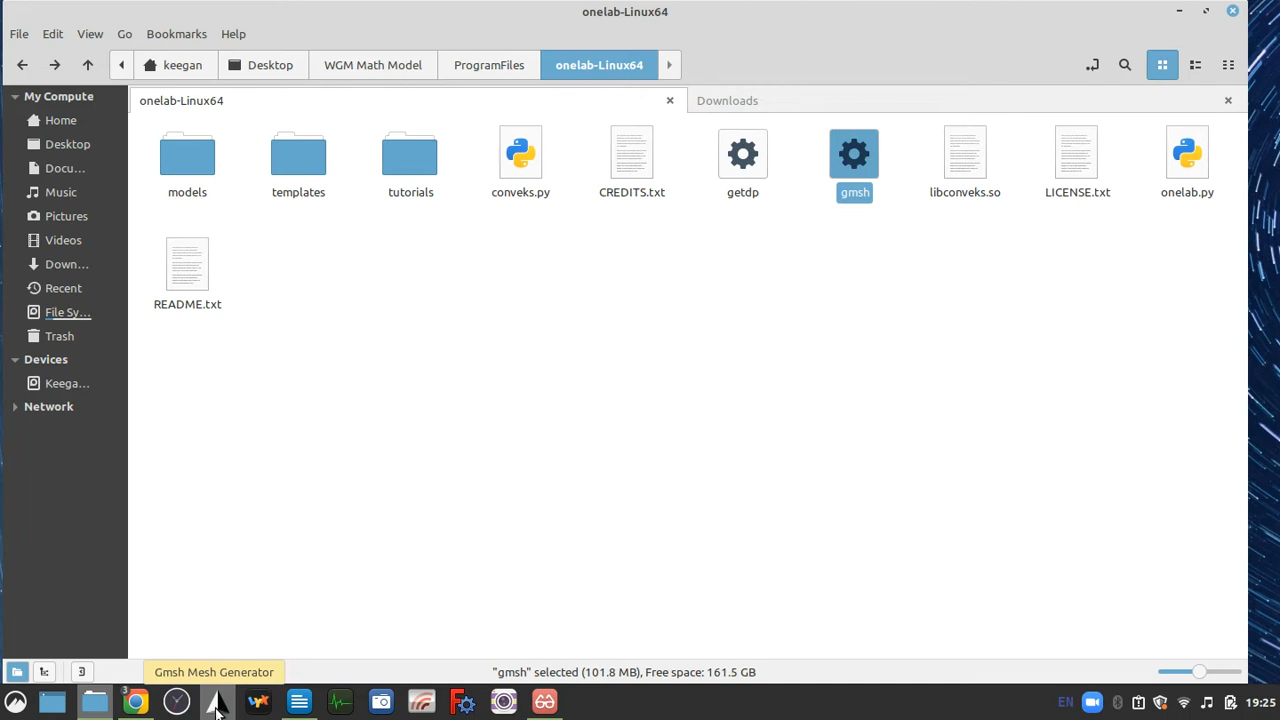 onelab-Linux64
File Edit View Go Bookmarks Help
keegan Desktop WGM Math Model ProgramFiles onelab-Linux64
My Compute
Home
Desktop
Docu...
Music
Pictures
Videos
Down...
Recent
File Sy...
Trash
Devices
Keega...
Network
onelab-Linux64 Downloads
models templates tutorials conveks.py CREDITS.txt getdp gmsh libconveks.so LICENSE.txt onelab.py
README.txt
Gmsh Mesh Generator
"gmsh" selected (101.8 MB), Free space: 161.5 GB
3
EN 19:25